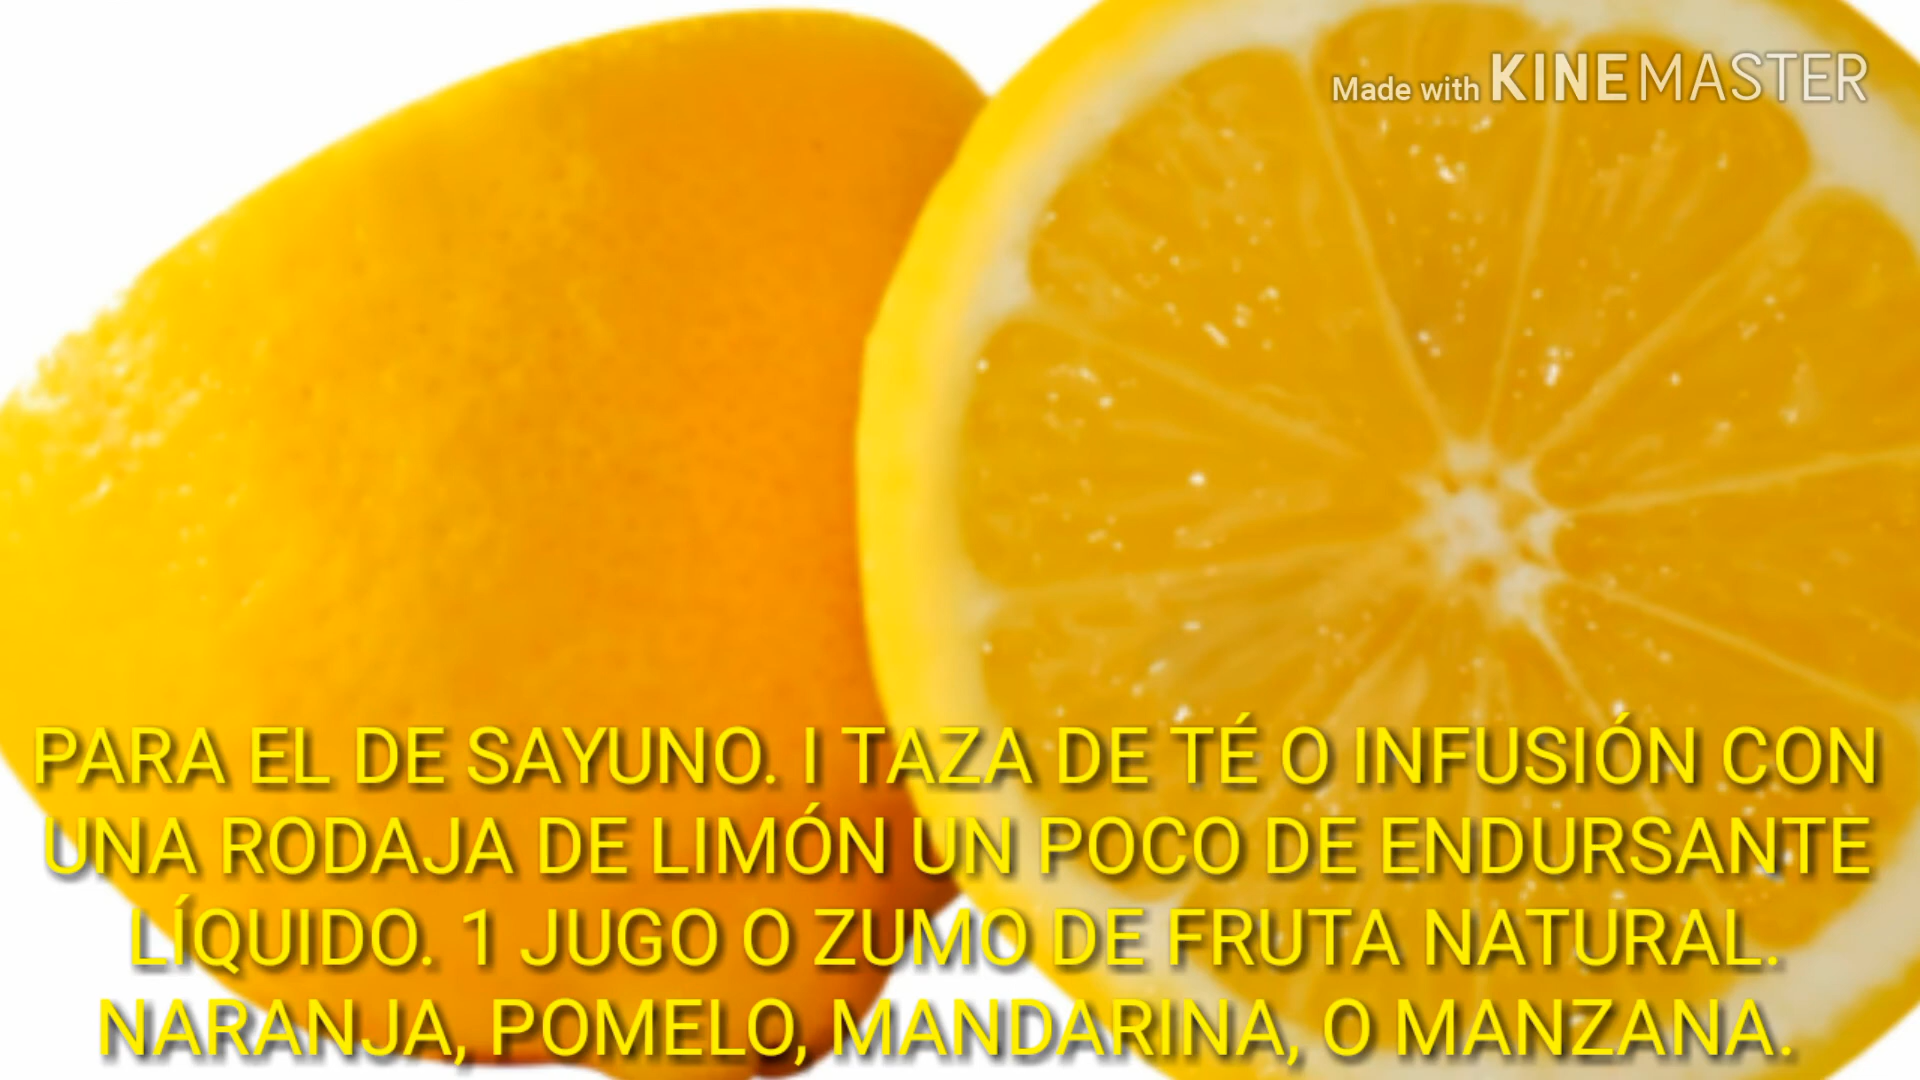 Made with KINEMASTER
PARA EL DE SAYUNO. I TAZA DE TÉ O INFUSIÓN CON
UNA RODAJA DE LIMÓN UN POCO DE ENDURSANTE
LÍQUIDO. 1 JUGO O ZUMO DE FRUTA NATURAL.
NARANJA, POMELO, MANDARINA, O MANZANA.